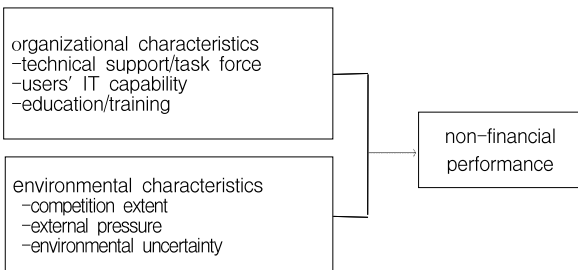 organizational characteristics
-technical support/task force
-users' IT capability
-education/training
non-financial
performance
environmental characteristics
-competition extent
-external pressure
-environmental uncertainty